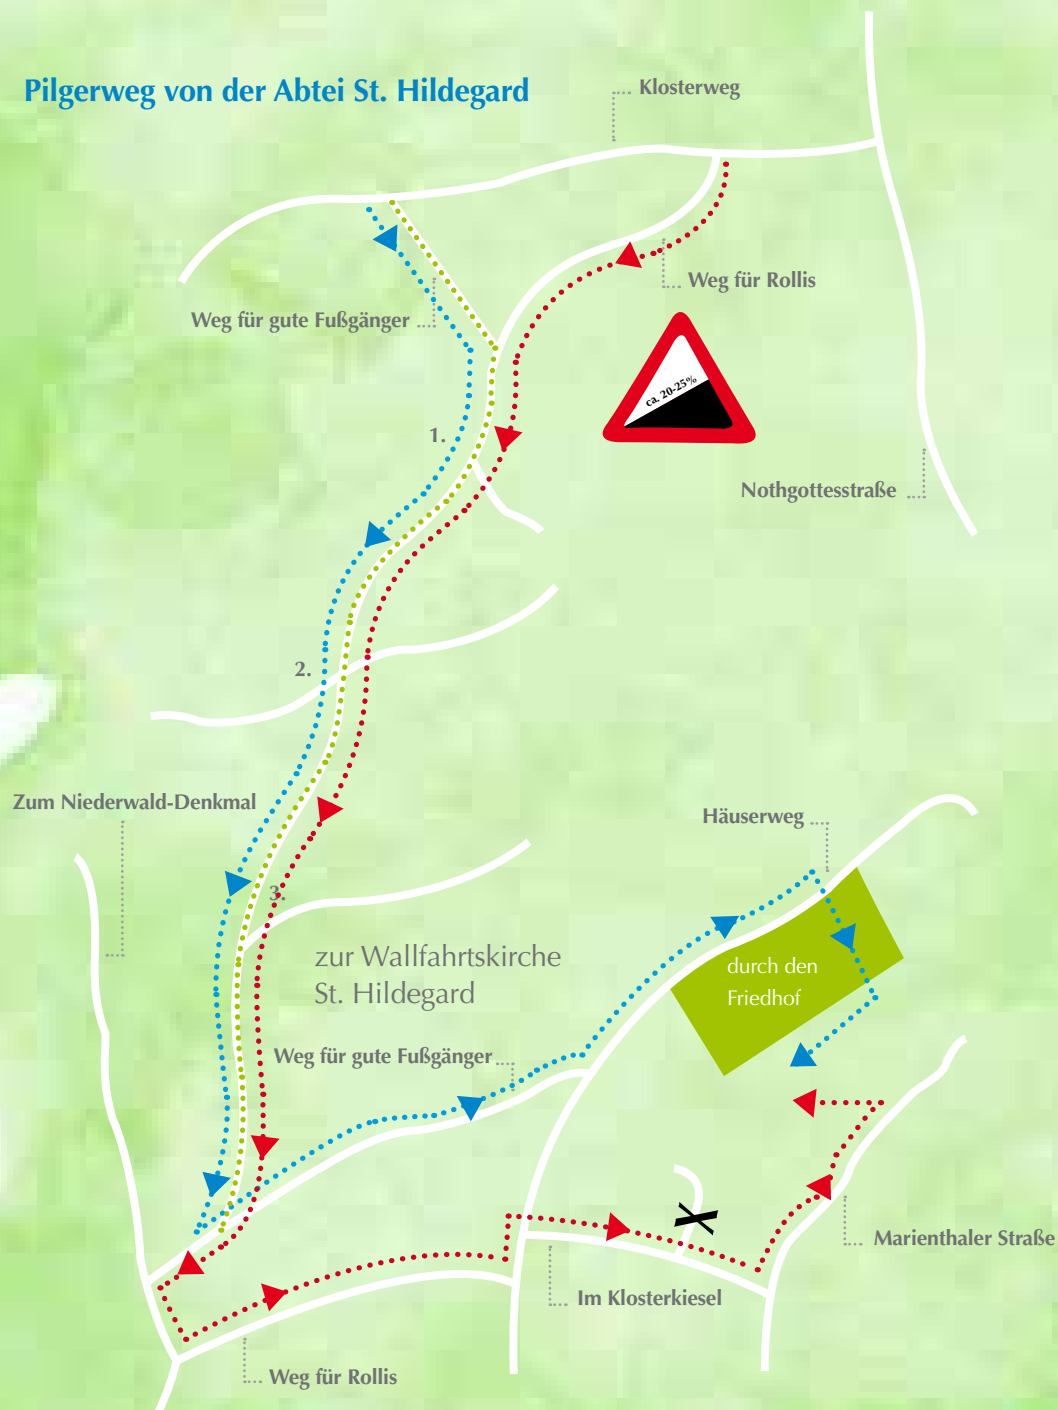 Pilgerweg von der Abtei St. Hildegard
Klosterweg
Weg für Rollis
Weg für gute Fußgänger
ca. 20-25%
1.
Nothgottesstraße
2.
Zum Niederwald-Denkmal
Häuserweg
3.
zur Wallfahrtskirche
St. Hildegard
durch den
Friedhof
Weg für gute Fußgänger
Marienthaler Straße
Im Klosterkiesel
Weg für Rollis